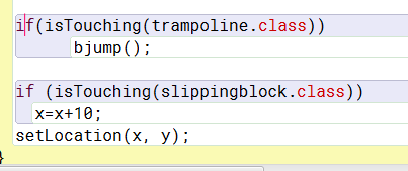 if(isTouching(trampoline.class))
bjump();
if (isTouching(slippingblock.class))
x=x+10;
setLocation(x, y);
}